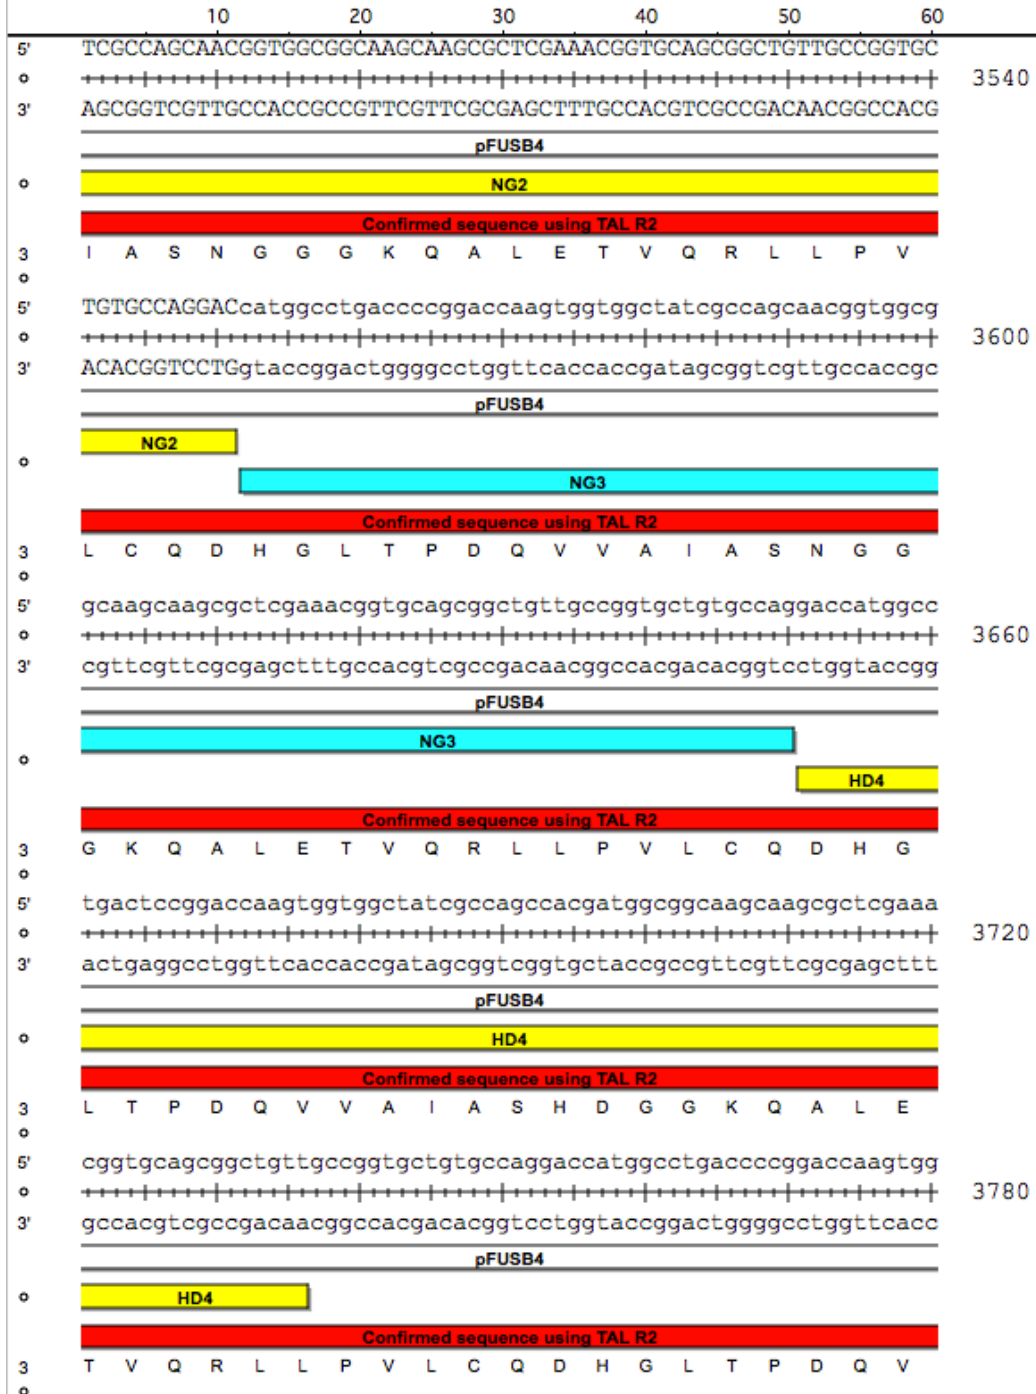 10 20 30 40 50 60
5' TCGCCAGCAACGGTGGCGGCAAGCAAGCGCTCGAAACGGTGCAGCGGCTGTTGCCGGTGC
3540
3' AGCGGTCGTTGCCACCGCCGTTCGTTCGCGAGCTTTGCCACGTCGCCGACAACGGCCACG
pFUSB4
NG2
Confirmed sequence using TAL R2
3 I A S N G G G K Q A L E T V Q R L L P V
5' TGTGCCAGGACcatggcctgaccccggaccaagtggtggctatcgccagcaacggtggcg
3600
3' ACACGGTCCTGgtaccggactggggcctggttcaccaccgatagcggtcgttgccaccgc
pFUSB4
NG2
NG3
Confirmed sequence using TAL R2
3 L C Q D H G L T P D Q V V A I A S N G G
5' gcaagcaagcgctcgaaacggtgcagcggctgttgccggtgctgtgccaggaccatggcc
3660
3' cgttcgttcgcgagctttgccacgtcgccgacaacggccacgacacggtcctggtaccgg
pFUSB4
NG3
HD4
Confirmed sequence using TAL R2
3 G K Q A L E T V Q R L L P V L C Q D H G
5' tgactccggaccaagtggtggctatcgccagccacgatggcggcaagcaagcgctcgaaa
3720
3' actgaggcctggttcaccaccgatagcggtcggtgctaccgccgttcgttcgcgagcttt
pFUSB4
HD4
Confirmed sequence using TAL R2
3 L T P D Q V V A I A S H D G G K Q A L E
5' cggtgcagcggctgttgccggtgctgtgccaggaccatggcctgaccccggaccaagtgg
3780
3' gccacgtcgccgacaacggccacgacacggtcctggtaccggactggggcctggttcacc
pFUSB4
HD4
Confirmed sequence using TAL R2
3 T V Q R L L P V L C Q D H G L T P D Q V